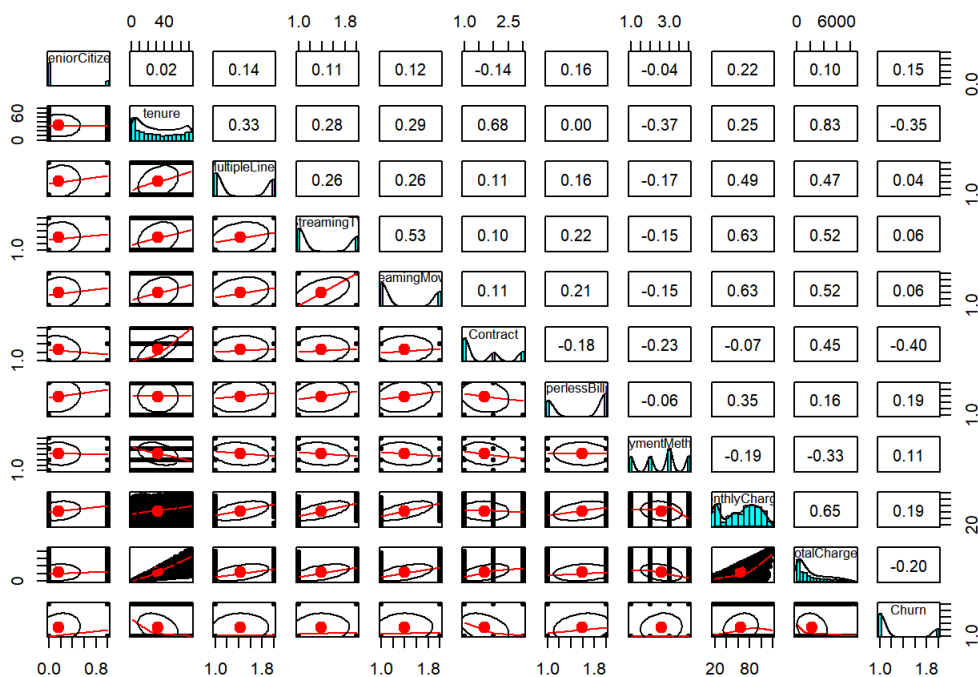 0 40 1.0 1.8 1.0 2.5 1.0 3.0 0 6000
eniorCitize 0.02 0.14 0.11 0.12 -0.14 0.16 -0.04 0.22 0.10 0.15 0.0
0 60 tenure 0.33 0.28 0.29 0.68 0.00 -0.37 0.25 0.83 -0.35
ultipleLine 0.26 0.26 0.11 0.16 -0.17 0.49 0.47 0.04 1.0
1.0 treamingT 0.53 0.10 0.22 -0.15 0.63 0.52 0.06
eamingMov 0.11 0.21 -0.15 0.63 0.52 0.06 1.0
1.0 Contract -0.18 -0.23 -0.07 0.45 -0.40
perlessBill -0.06 0.35 0.16 0.19 1.0
1.0 ymentMeth -0.19 -0.33 0.11
nthlyCharg 0.65 0.19 20
0 otalCharge -0.20
Churn 1.0
0.0 0.8 1.0 1.8 1.0 1.8 1.0 1.8 20 80 1.0 1.8